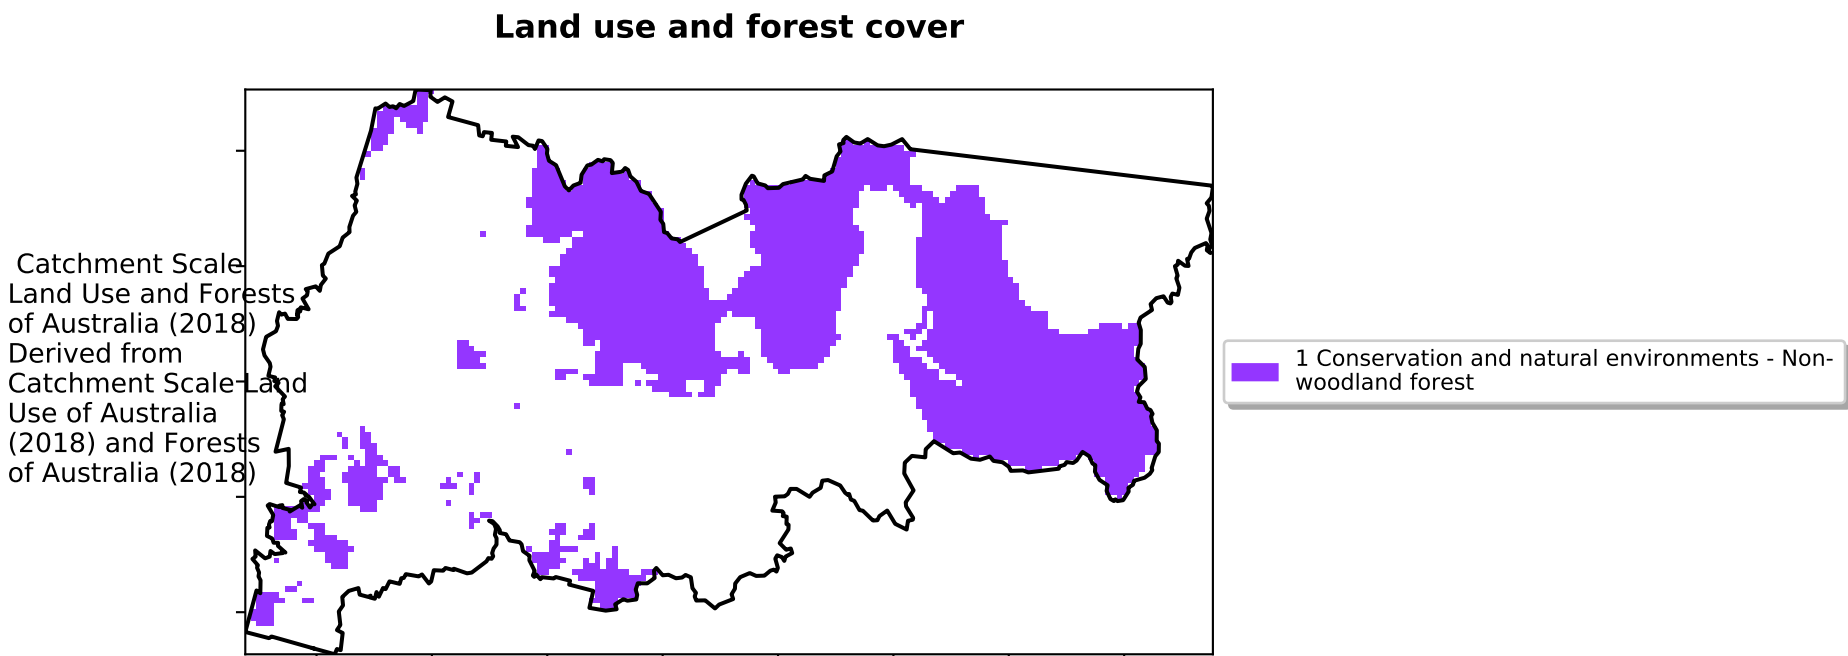 Land use and forest cover
Catchment Scale
Land Use and Forests
of Australia (2018)
Derived from
Catchment Scale Land
Use of Australia
(2018) and Forests
of Australia (2018)
1 Conservation and natural environments - Non-
woodland forest